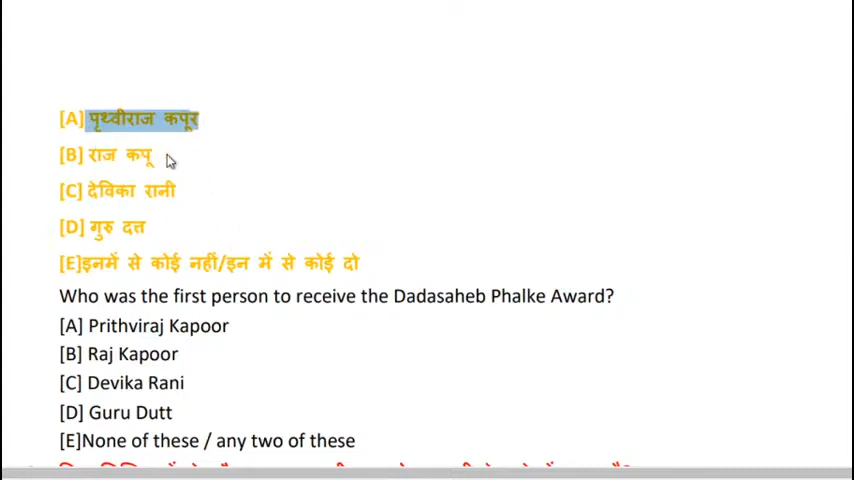 [A] पृथ्वीराज कपूर
[B] राज कपू
[C] देविका रानी
[D] गुरु दत्त
[E]इनमें से कोई नहीं/इन में से कोई दो
Who was the first person to receive the Dadasaheb Phalke Award?
[A] Prithviraj Kapoor
[B] Raj Kapoor
[C] Devika Rani
[D] Guru Dutt
[E]None of these / any two of these